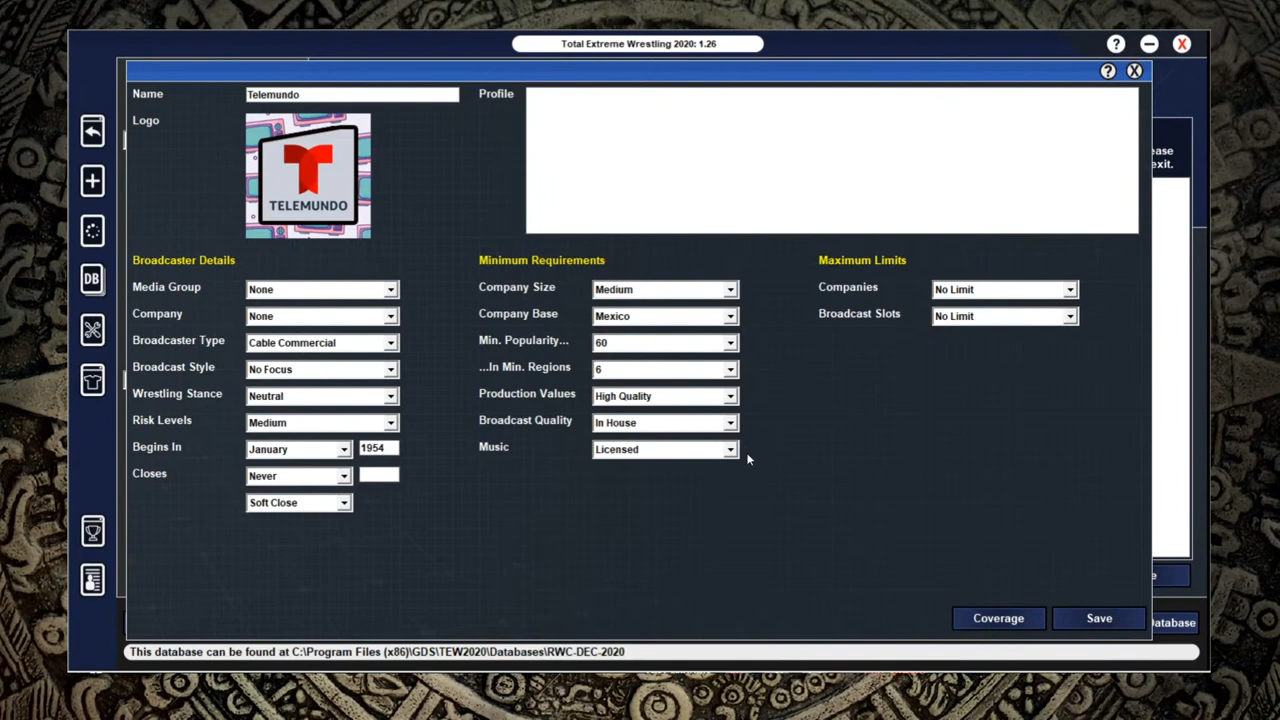 Total Extreme Wrestling 2020: 1.26
?
X
? X
Name Telemundo
Profile
Logo
TELEMUNDO
ease
exit.
DB
Broadcaster Details
Minimum Requirements
Maximum Limits
Media Group None
Company Size Medium
Companies No Limit
Company None
Company Base Mexico
Broadcast Slots No Limit
Broadcaster Type Cable Commercial
Min. Popularity... 60
Broadcast Style No Focus
...In Min. Regions 6
Wrestling Stance Neutral
Production Values High Quality
Risk Levels Medium
Broadcast Quality In House
Begins In January 1954
Music Licensed
Closes Never
Soft Close
e
Coverage
Save
Database
This database can be found at C:\Program Files (x86)\GDS\TEW2020\Databases\RWC-DEC-2020